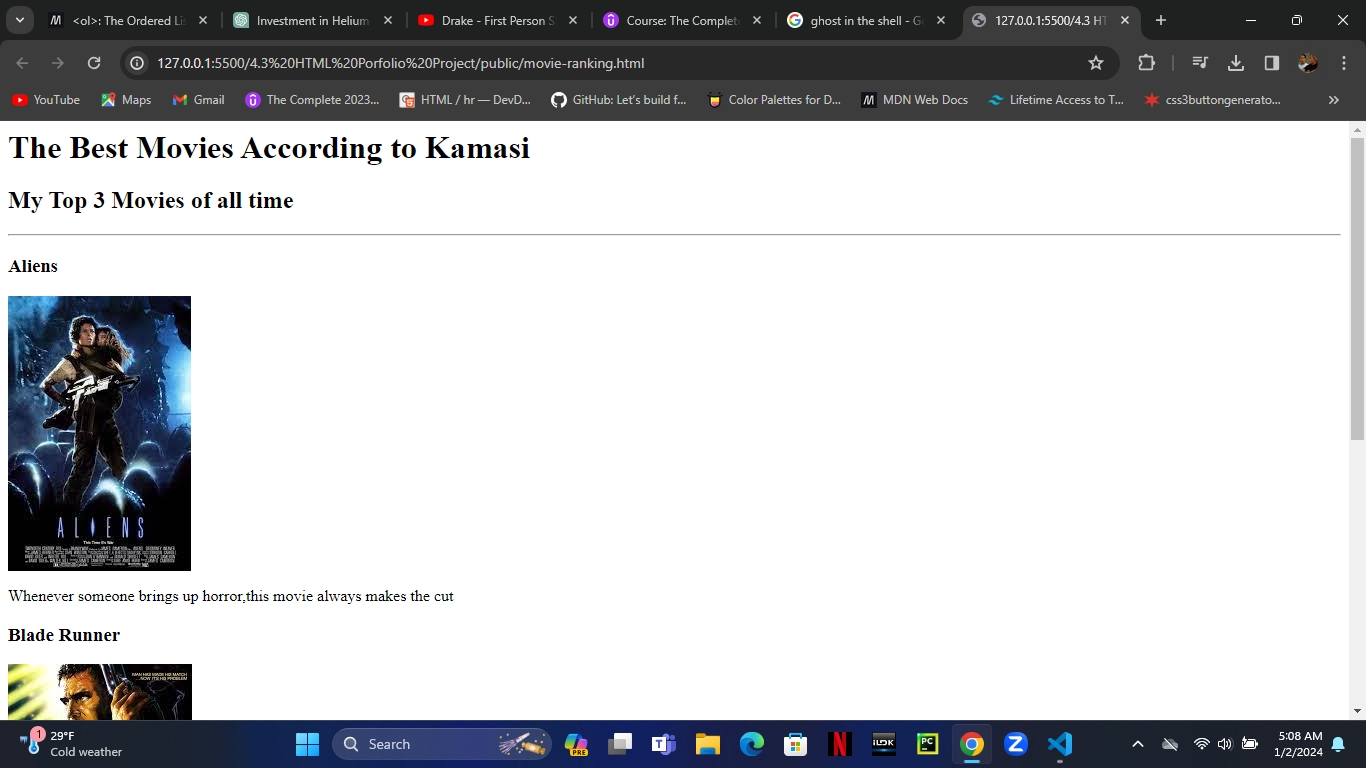 <ol>: The Ordered Lis
Investment in Helium
Drake - First Person S
Course: The Complete
ghost in the shell - Go
127.0.0.1:5500/4.3 HT
127.0.0.1:5500/4.3%20HTML%20Porfolio%20Project/public/movie-ranking.html
YouTube
Maps
Gmail
The Complete 2023...
HTML / hr — DevD...
GitHub: Let's build f...
Color Palettes for D...
MDN Web Docs
Lifetime Access to T...
css3buttongenerato...
The Best Movies According to Kamasi
My Top 3 Movies of all time
Aliens
ALIENS
This Time It's War
Whenever someone brings up horror,this movie always makes the cut
Blade Runner
MAN HAS MADE HIS MATCH
...NOW IT'S HIS PROBLEM
1
29°F
Cold weather
Search
PRE
PC
5:08 AM
1/2/2024